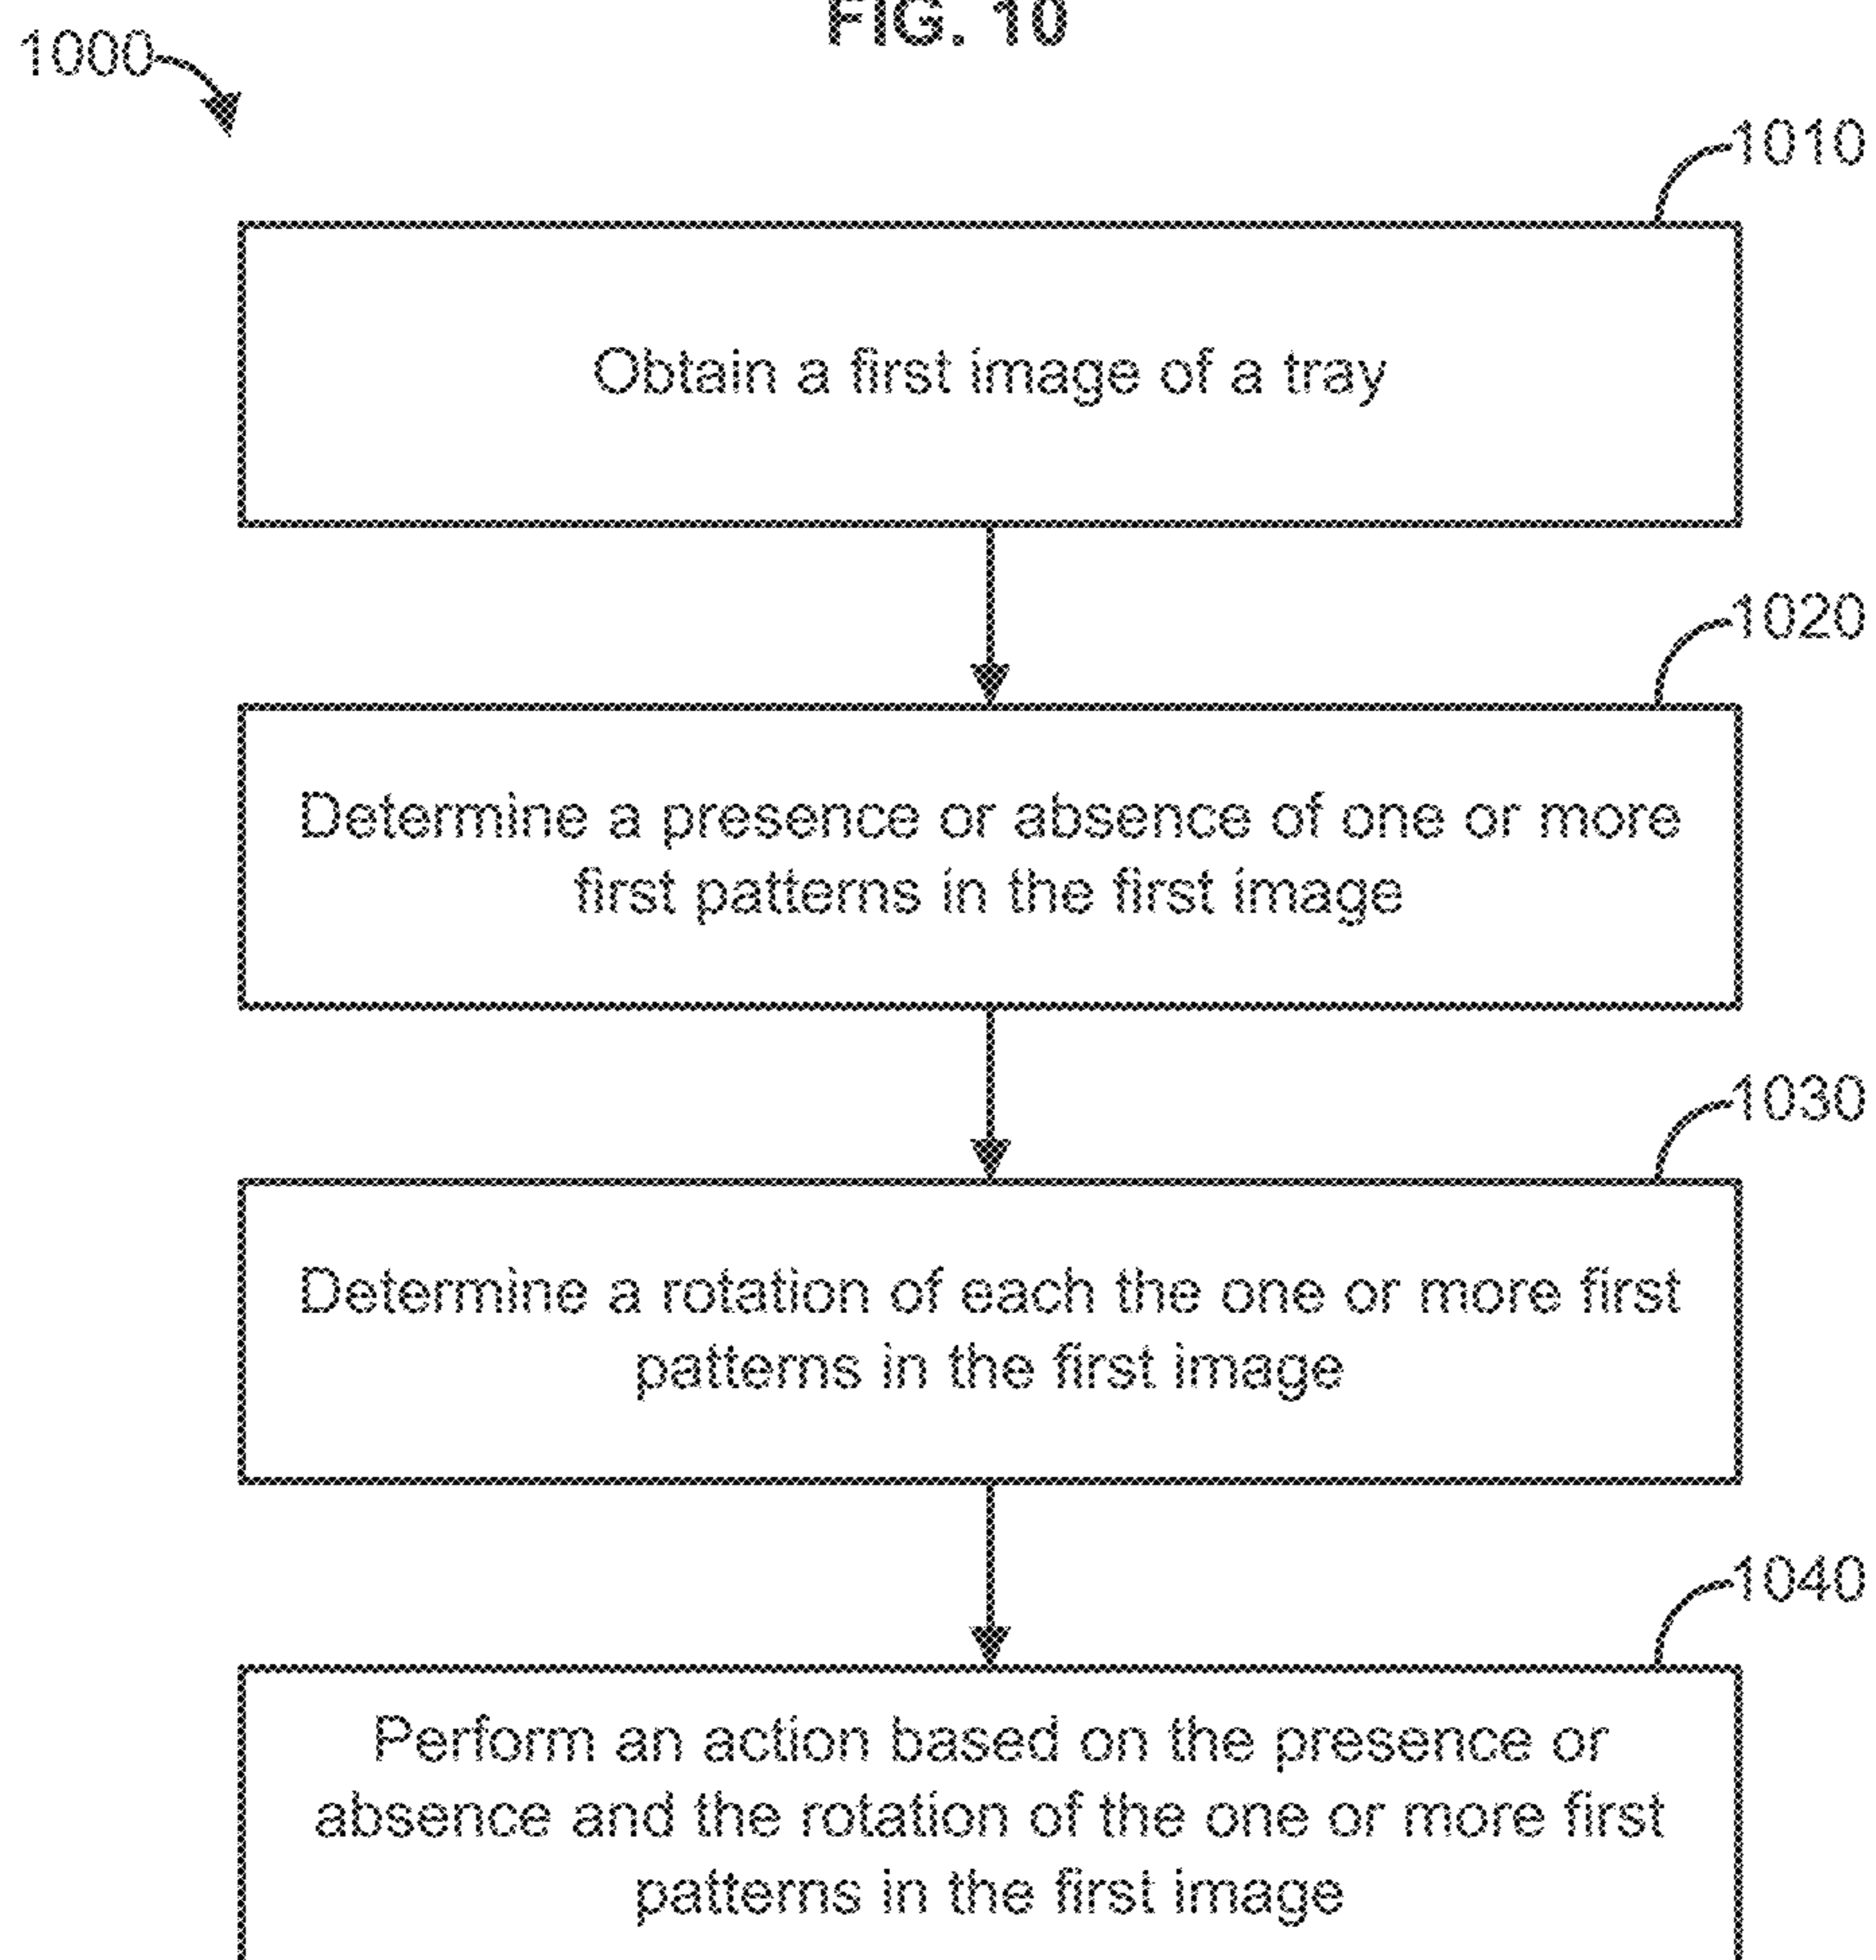 FIG. 10
1000
1010
Obtain a first image of a tray
1020
Determine a presence or absence of one or more
first patterns in the first image
1030
Determine a rotation of each the one or more first
patterns in the first image
1040
Perform an action based on the presence or
absence and the rotation of the one or more first
patterns in the first image